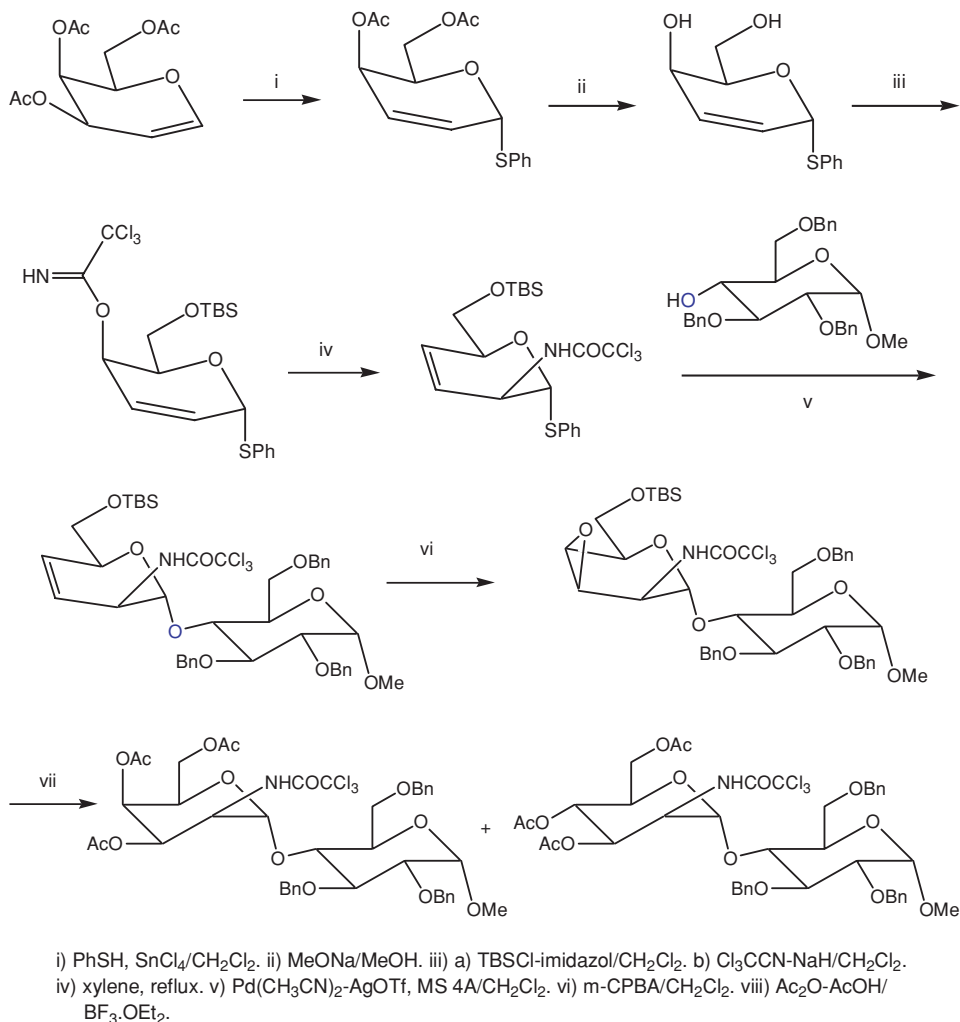 OAc
OAc
O
AcO
i
OAc
OAc
O
SPh
ii
OH
OH
O
SPh
iii
CCl3
HN
O
OTBS
O
SPh
iv
OTBS
O
NHCOCCl3
SPh
OBn
O
HO
BnO
OBn
OMe
v
OTBS
O
NHCOCCl3
O
OBn
O
BnO
OBn
OMe
vi
OTBS
O
O
NHCOCCl3
O
OBn
O
BnO
OBn
OMe
vii
OAc
OAc
O
NHCOCCl3
AcO
O
OBn
O
BnO
OBn
OMe
+
OAc
O
NHCOCCl3
AcO
AcO
O
OBn
O
BnO
OBn
OMe
i) PhSH, SnCl4/CH2Cl2. ii) MeONa/MeOH. iii) a) TBSCl-imidazol/CH2Cl2. b) Cl3CCN-NaH/CH2Cl2.
iv) xylene, reflux. v) Pd(CH3CN)2-AgOTf, MS 4A/CH2Cl2. vi) m-CPBA/CH2Cl2. viii) Ac2O-AcOH/
BF3.OEt2.